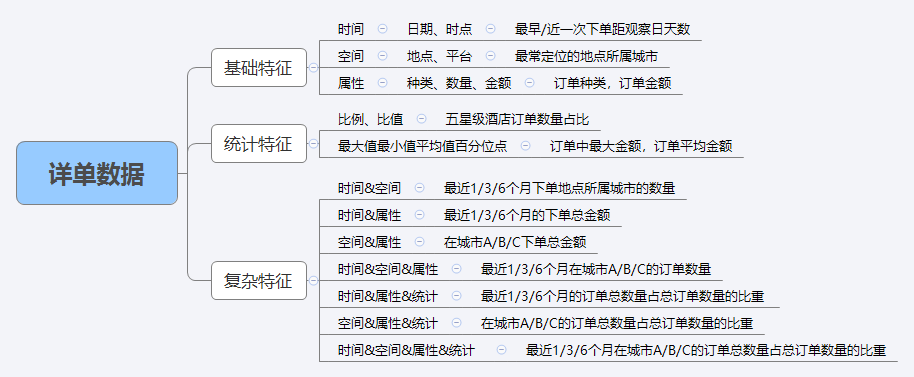 详单数据
基础特征
时间 日期、时点 最早/近一次下单距观察日天数
空间 地点、平台 最常定位的地点所属城市
属性 种类、数量、金额 订单种类，订单金额
统计特征
比例、比值 五星级酒店订单数量占比
最大值最小值平均值百分位点 订单中最大金额，订单平均金额
复杂特征
时间&空间 最近1/3/6个月下单地点所属城市的数量
时间&属性 最近1/3/6个月的下单总金额
空间&属性 在城市A/B/C下单总金额
时间&空间&属性 最近1/3/6个月在城市A/B/C的订单数量
时间&属性&统计 最近1/3/6个月的订单总数量占总订单数量的比重
空间&属性&统计 在城市A/B/C的订单总数量占总订单数量的比重
时间&空间&属性&统计 最近1/3/6个月在城市A/B/C的订单总数量占总订单数量的比重